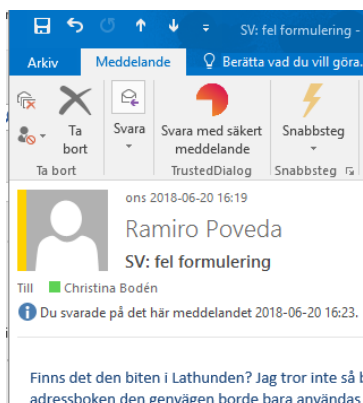 SV: fel formulering -
Arkiv Meddelande Berätta vad du vill göra.
Ta bort
Svara
Svara med säkert meddelande
Snabbsteg
Ta bort TrustedDialog Snabbsteg
ons 2018-06-20 16:19
Ramiro Poveda
SV: fel formulering
Till Christina Bodén
Du svarade på det här meddelandet 2018-06-20 16:23.
Finns det den biten i Lathunden? Jag tror inte så
adressboken den genvägen borde bara användas